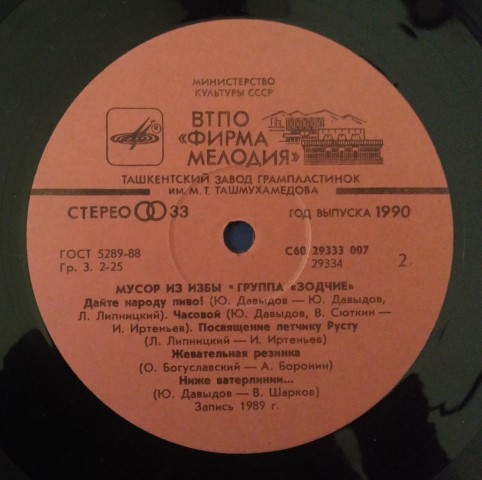 МИНИСТЕРСТВО
КУЛЬТУРЫ СССР
ВТПО
«ФИРМА
МЕЛОДИЯ»
ТАШКЕНТСКИЙ ЗАВОД ГРАМПЛАСТИНОК
ИМ. М. Т. ТАШМУХАМЕДОВА
СТЕРЕО 33
ГОД ВЫПУСКА 1990
ГОСТ 5289-88
Гр. 3. 2-25
С60 29333 007
29334
2
МУСОР ИЗ ИЗБЫ • ГРУППА «ЗОДЧИЕ»
Дайте народу пиво! (Ю. Давыдов — Ю. Давыдов,
Л. Липницкий). Часовой (Ю. Давыдов, В. Сюткин —
И. Иртеньев). Посвящение летчику Русту
(Л. Липницкий — И. Иртеньев)
Жевательная резинка
(О. Богуславский — А. Воронин)
Ниже ватерлинии...
(Ю. Давыдов — В. Шарков)
Запись 1989 г.